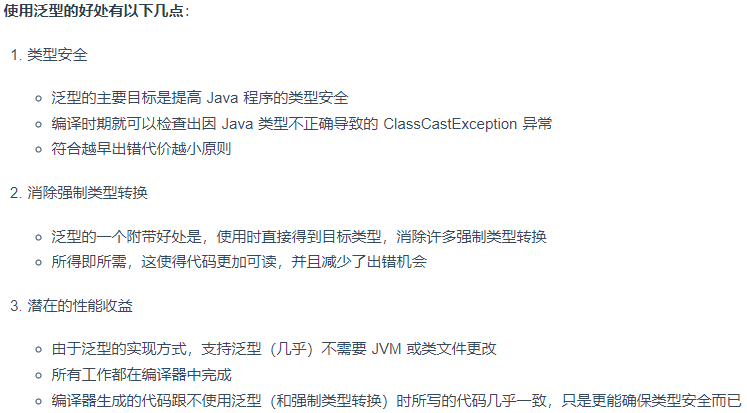 使用泛型的好处有以下几点：
1. 类型安全
泛型的主要目标是提高 Java 程序的类型安全
编译时期就可以检查出因 Java 类型不正确导致的 ClassCastException 异常
符合越早出错代价越小原则
2. 消除强制类型转换
泛型的一个附带好处是，使用时直接得到目标类型，消除许多强制类型转换
所得即所需，这使得代码更加可读，并且减少了出错机会
3. 潜在的性能收益
由于泛型的实现方式，支持泛型（几乎）不需要 JVM 或类文件更改
所有工作都在编译器中完成
编译器生成的代码跟不使用泛型（和强制类型转换）时所写的代码几乎一致，只是更能确保类型安全而已